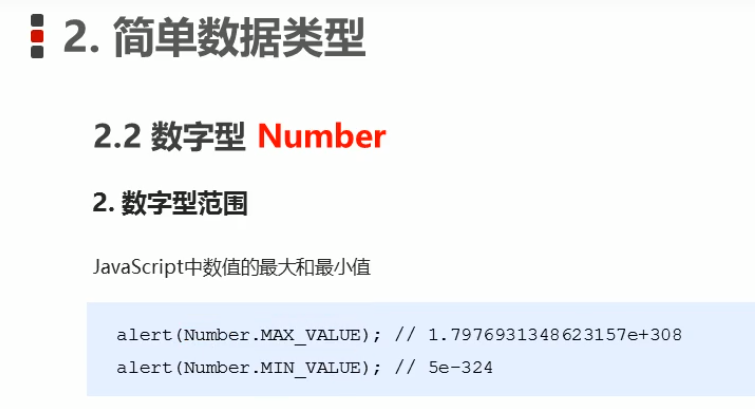 2. 简单数据类型
2.2 数字型 Number
2. 数字型范围
JavaScript中数值的最大和最小值
alert(Number.MAX_VALUE); // 1.7976931348623157e+308
alert(Number.MIN_VALUE); // 5e-324